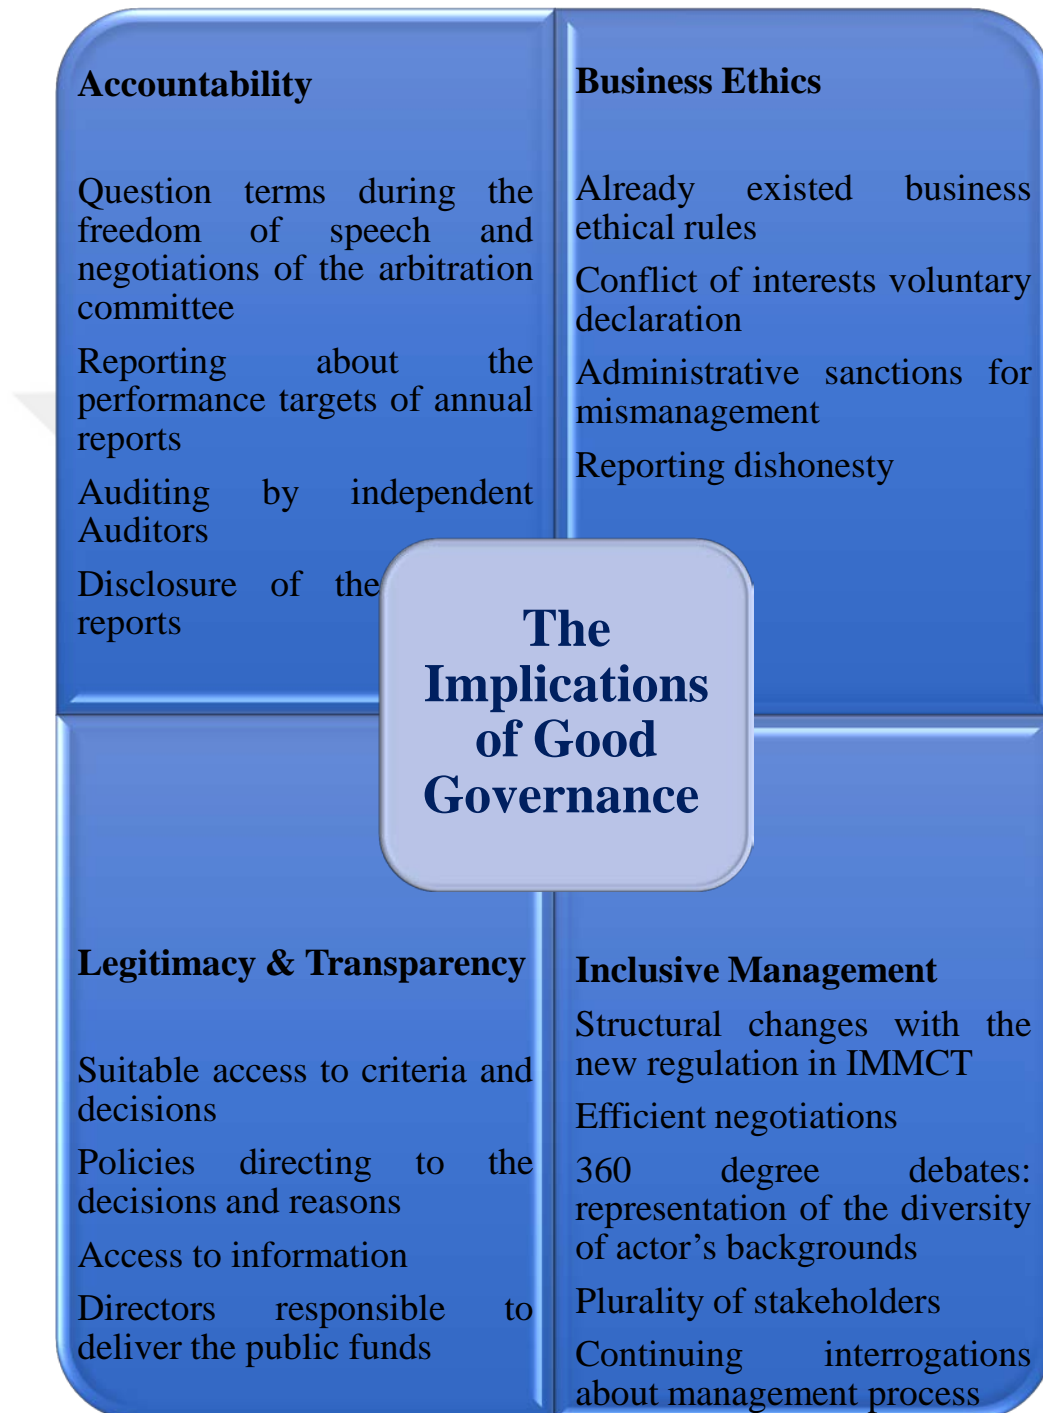 Accountability
Question terms during the
freedom of speech and
negotiations of the arbitration
committee
Reporting about the
performance targets of annual
reports
Auditing by independent
Auditors
Disclosure of the
reports
Business Ethics
Already existed business
ethical rules
Conflict of interests voluntary
declaration
Administrative sanctions for
mismanagement
Reporting dishonesty
The
Implications
of Good
Governance
Legitimacy & Transparency
Suitable access to criteria and
decisions
Policies directing to the
decisions and reasons
Access to information
Directors responsible to
deliver the public funds
Inclusive Management
Structural changes with the
new regulation in IMMCT
Efficient negotiations
360 degree debates:
representation of the diversity
of actor’s backgrounds
Plurality of stakeholders
Continuing interrogations
about management process